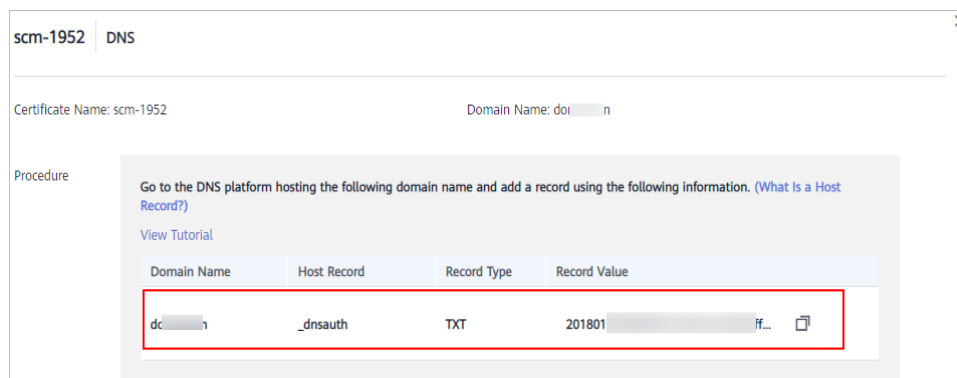 scm-1952 DNS
Certificate Name: scm-1952 Domain Name:
Procedure
Go to the DNS platform hosting the following domain name and add a record using the following information. (What Is a Host
Record?)
View Tutorial
Domain Name Host Record Record Type Record Value
_dnsauth TXT 201801 ff...